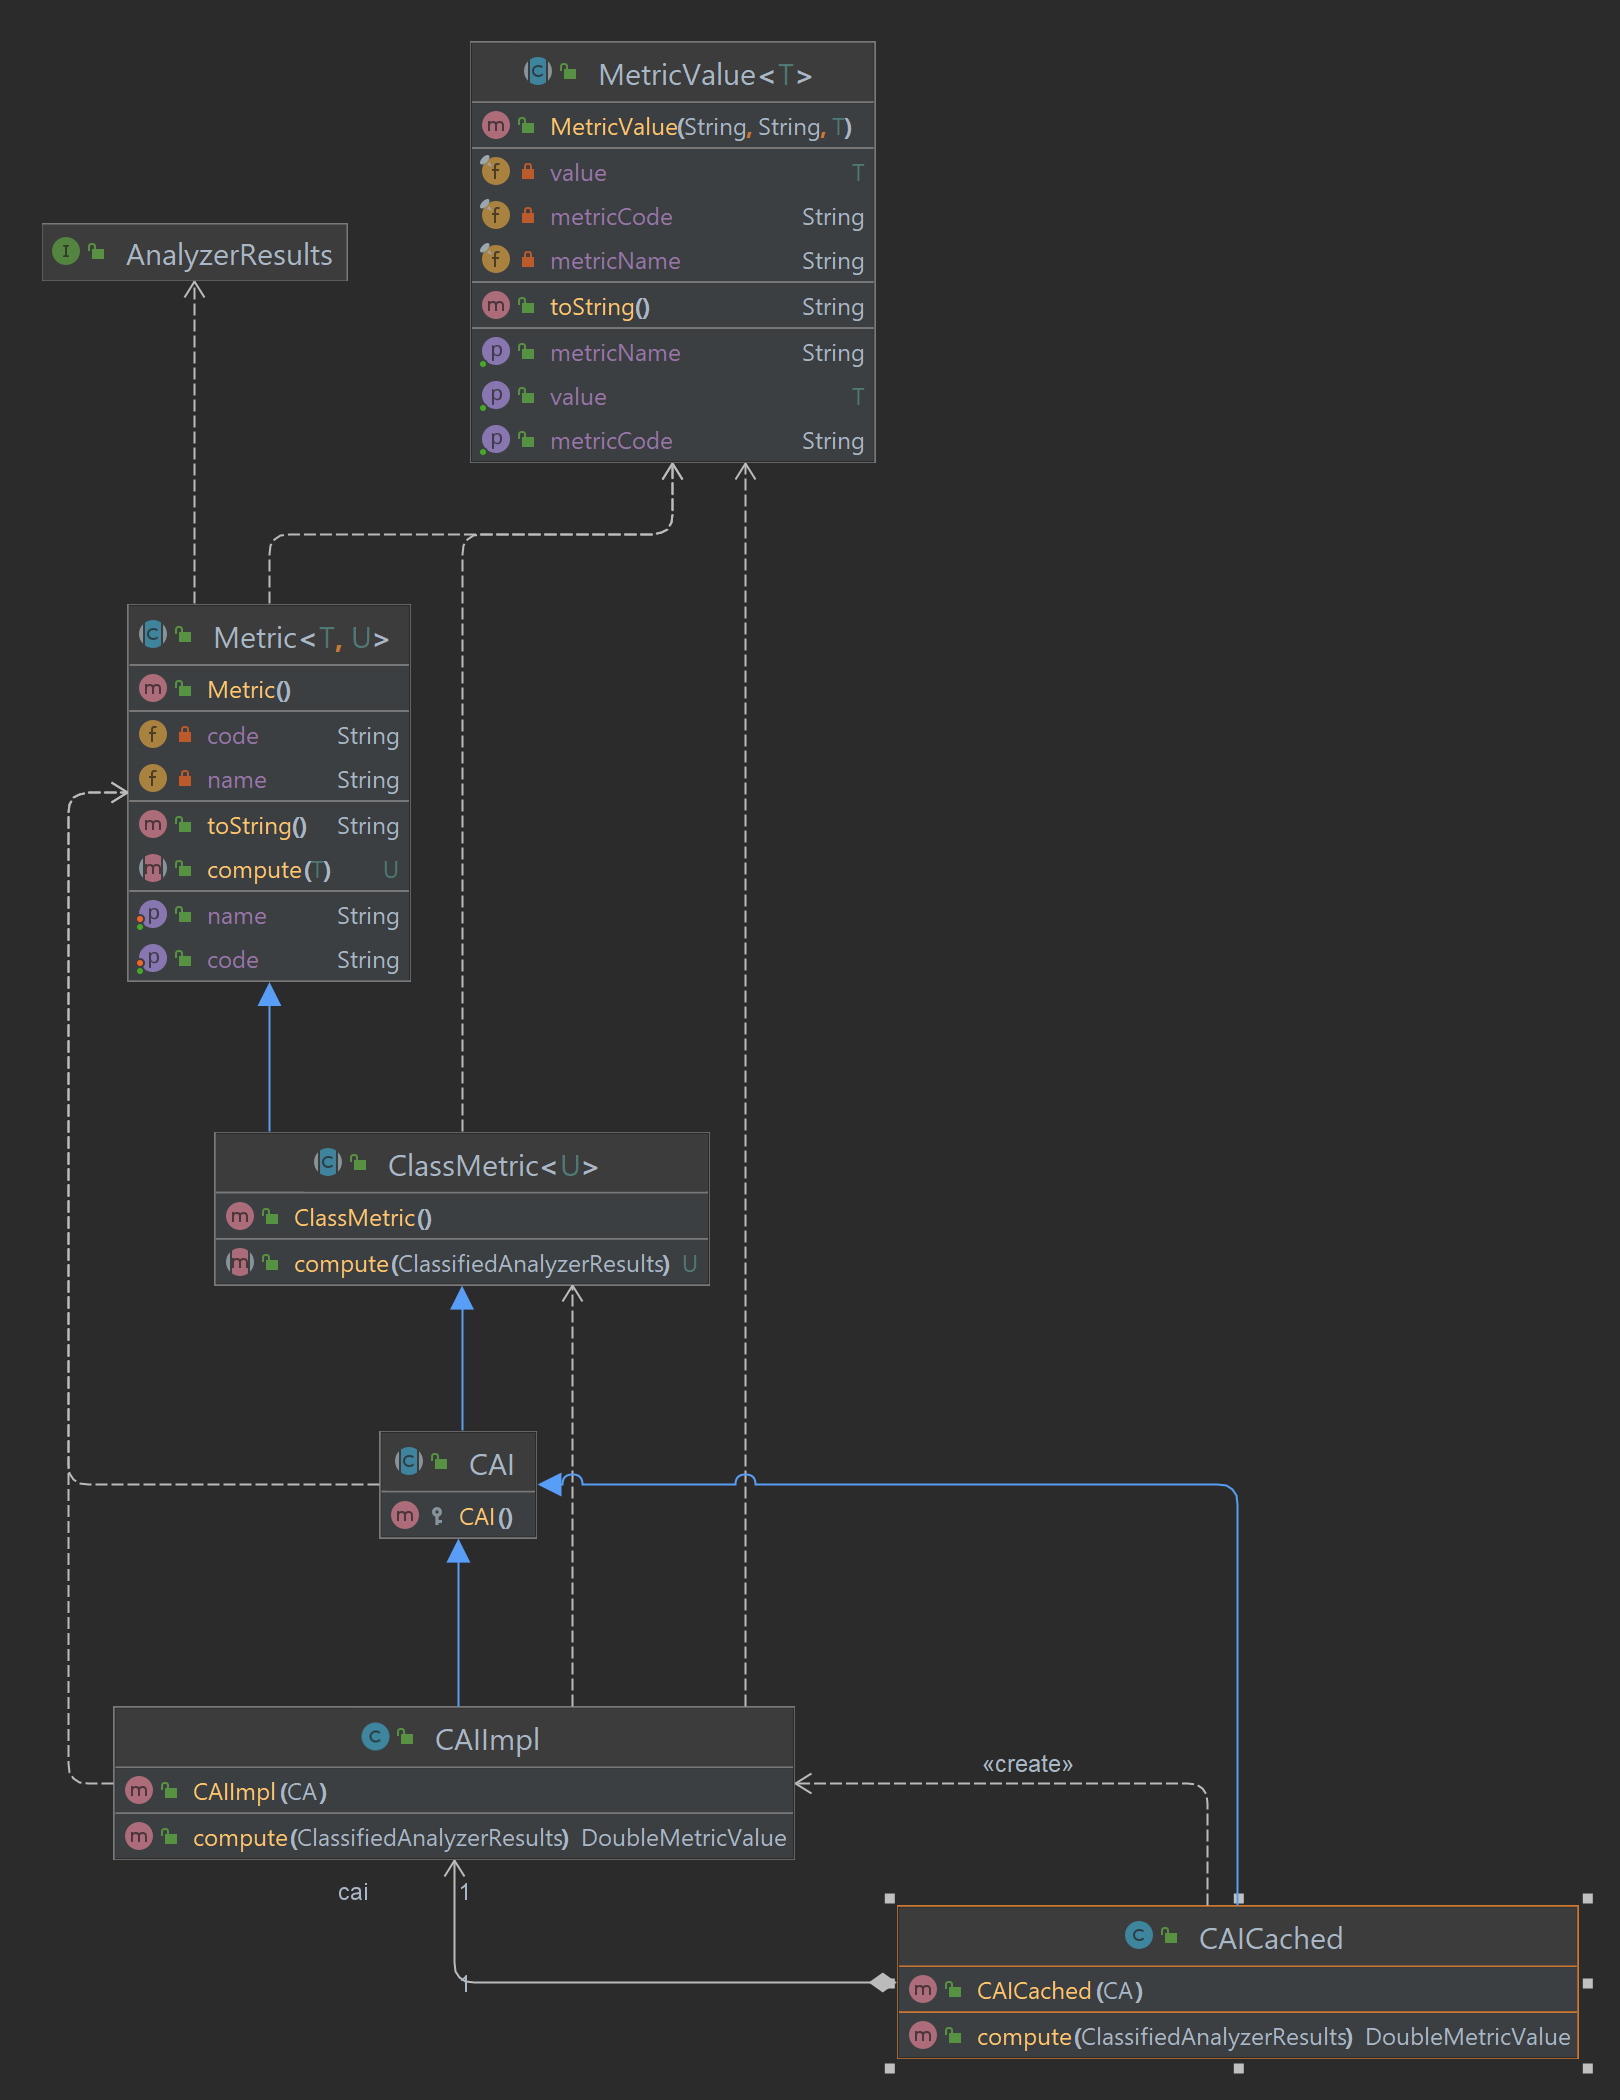 MetricValue<T>
MetricValue(String, String, T)
value T
metricCode String
metricName String
toString() String
metricName String
value T
metricCode String
AnalyzerResults
Metric<T, U>
Metric()
code String
name String
toString() String
compute(T) U
name String
code String
ClassMetric<U>
ClassMetric()
compute(ClassifiedAnalyzerResults) U
CAI
CAI()
CAIImpl
CAIImpl(CA)
compute(ClassifiedAnalyzerResults) DoubleMetricValue
«create»
cai 1
1
CAICached
CAICached(CA)
compute(ClassifiedAnalyzerResults) DoubleMetricValue